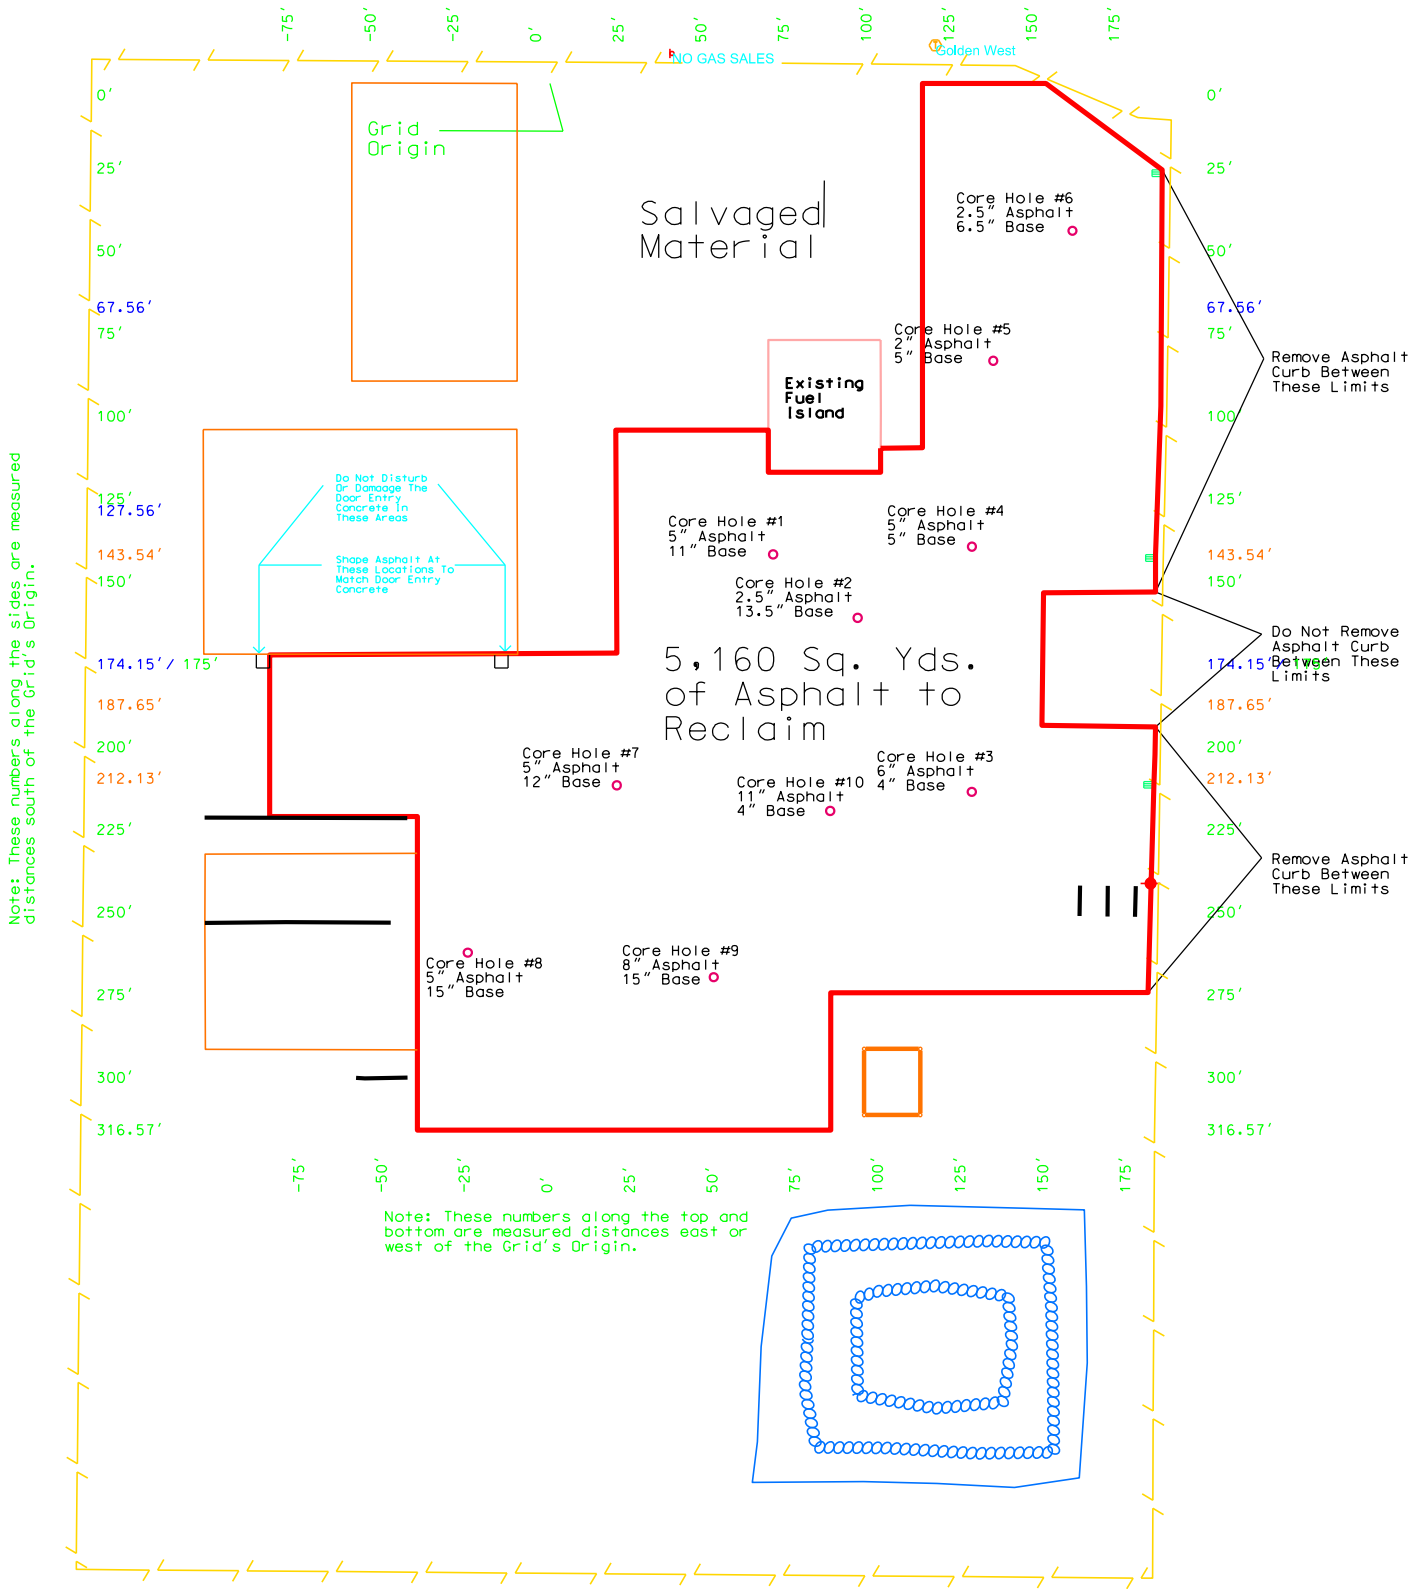 -75'
-50'
-25'
0'
25'
50'
75'
100'
125'
150'
175'
NO GAS SALES
Golden West
0'
25'
50'
67.56'
75'
100'
125'
127.56'
143.54'
150'
174.15' / 175'
187.65'
200'
212.13'
225'
250'
275'
300'
316.57'
Note: These numbers along the sides are measured
distances south of the Grid's Origin.
Grid
Origin
Salvaged
Material
Core Hole #6
2.5" Asphalt
6.5" Base
Core Hole #5
2" Asphalt
5" Base
Existing
Fuel
Island
Do Not Disturb
Or Damaage The
Door Entry
Concrete In
These Areas
Shape Asphalt At
These Locations To
Match Door Entry
Concrete
Core Hole #1
5" Asphalt
11" Base
Core Hole #4
5" Asphalt
5" Base
Core Hole #2
2.5" Asphalt
13.5" Base
5,160 Sq. Yds.
of Asphalt to
Reclaim
Core Hole #7
5" Asphalt
12" Base
Core Hole #3
6" Asphalt
4" Base
Core Hole #10
11" Asphalt
4" Base
Core Hole #8
5" Asphalt
15" Base
Core Hole #9
8" Asphalt
15" Base
0'
25'
50'
67.56'
75'
100'
125'
143.54'
150'
174.15'
187.65'
200'
212.13'
225'
250'
275'
300'
316.57'
Remove Asphalt
Curb Between
These Limits
Do Not Remove
Asphalt Curb
Between These
Limits
Remove Asphalt
Curb Between
These Limits
-75'
-50'
-25'
0'
25'
50'
75'
100'
125'
150'
175'
Note: These numbers along the top and
bottom are measured distances east or
west of the Grid's Origin.